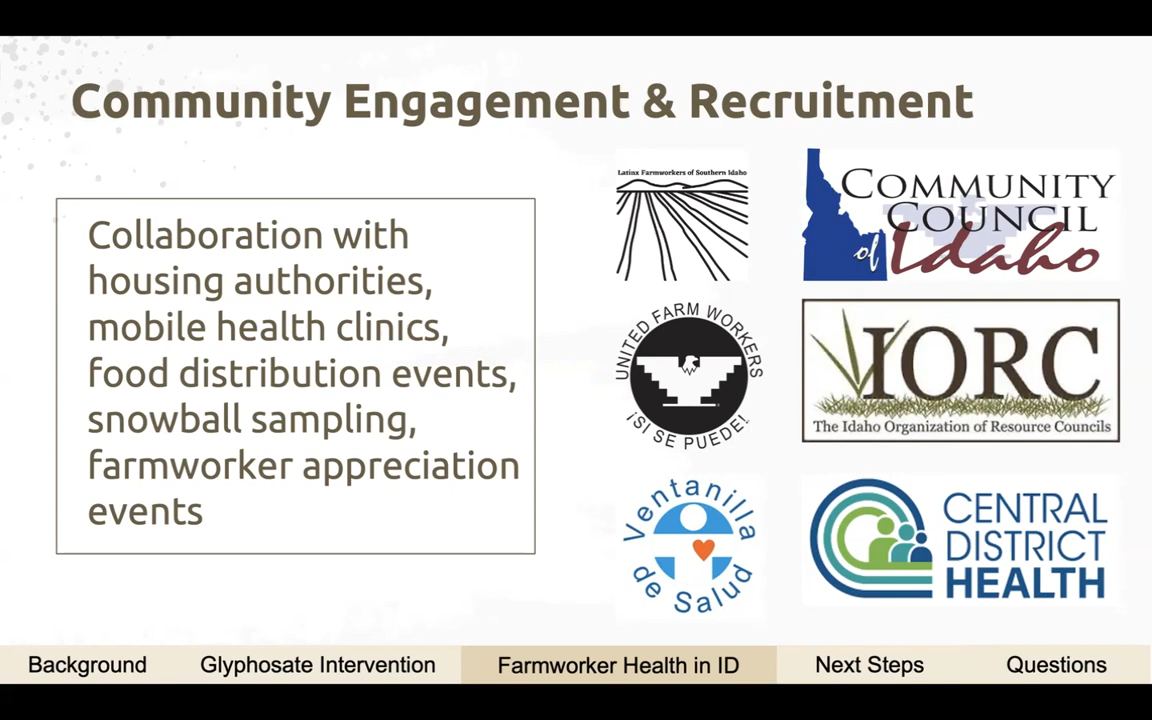 Community Engagement & Recruitment
Collaboration with
housing authorities,
mobile health clinics,
food distribution events,
snowball sampling,
farmworker appreciation
events
Latinx Farmworkers of Southern Idaho
COMMUNITY
COUNCIL
of Idaho
UNITED FARM WORKERS
¡SI SE PUEDE!
IORC
The Idaho Organization of Resource Councils
Ventanilla
de Salud
CENTRAL
DISTRICT
HEALTH
Background
Glyphosate Intervention
Farmworker Health in ID
Next Steps
Questions